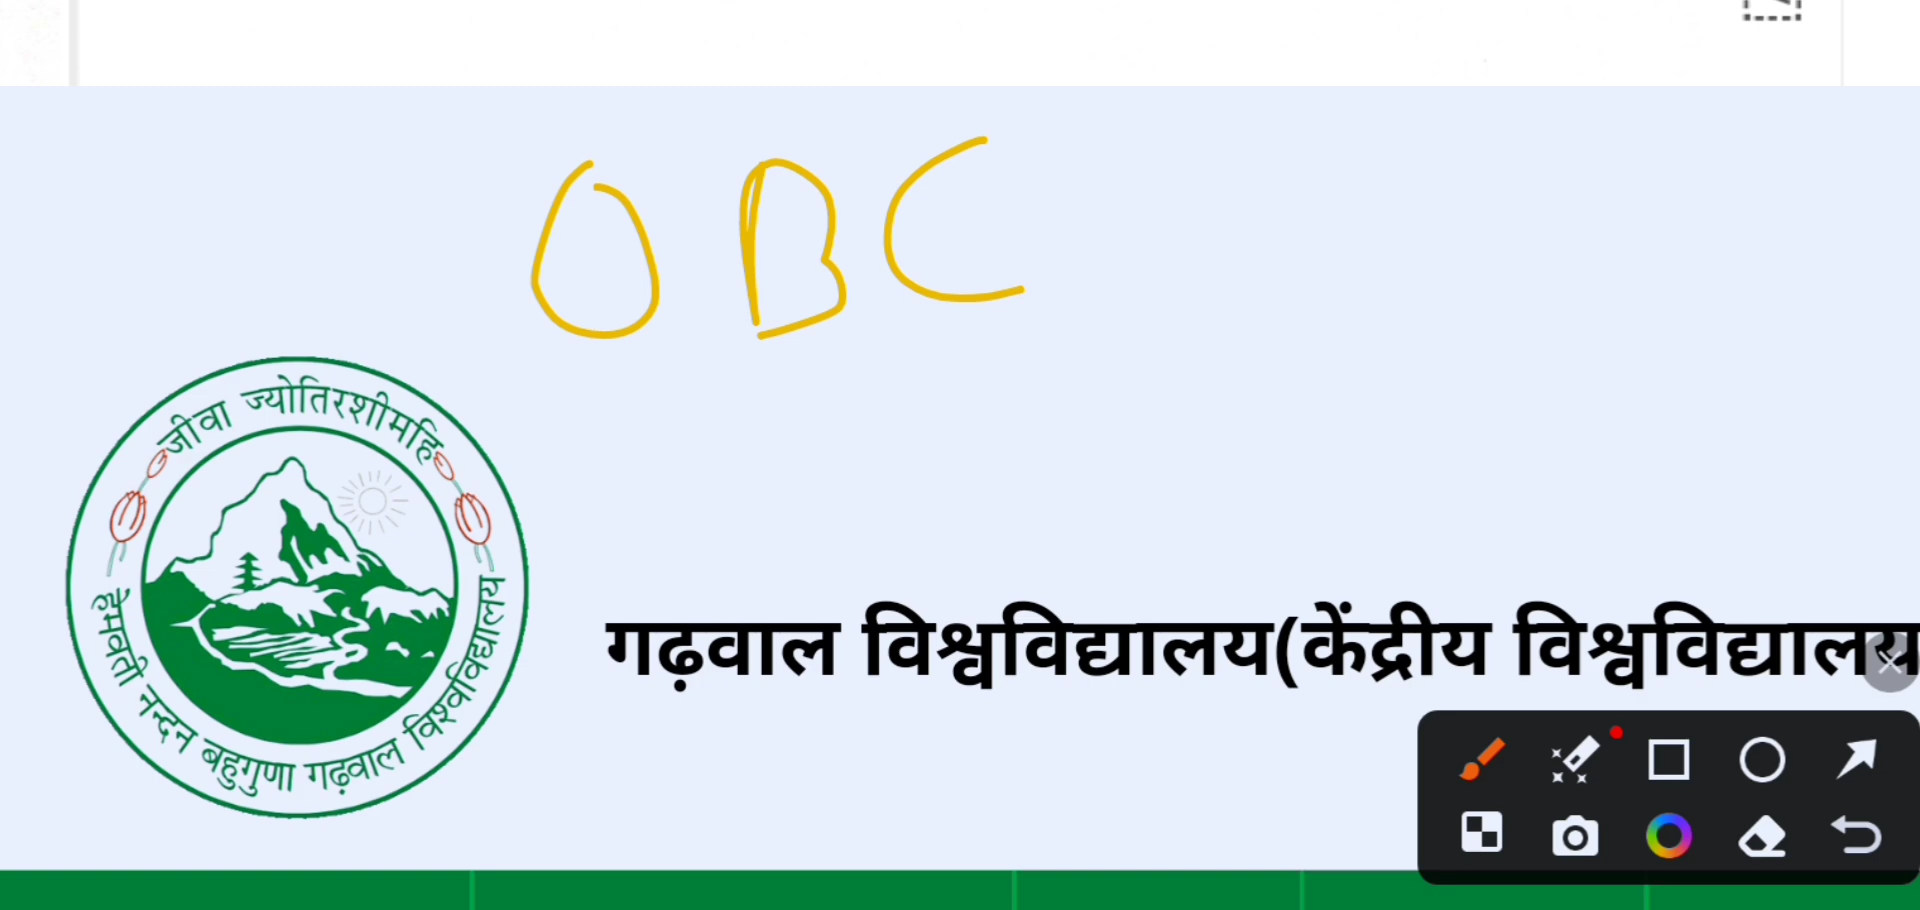 OBC
जीवा ज्योतिरशीमहि
हेमवती नन्दन बहुगुणा गढ़वाल विश्वविद्यालय
गढ़वाल विश्वविद्यालय(केंद्रीय विश्वविद्यालय